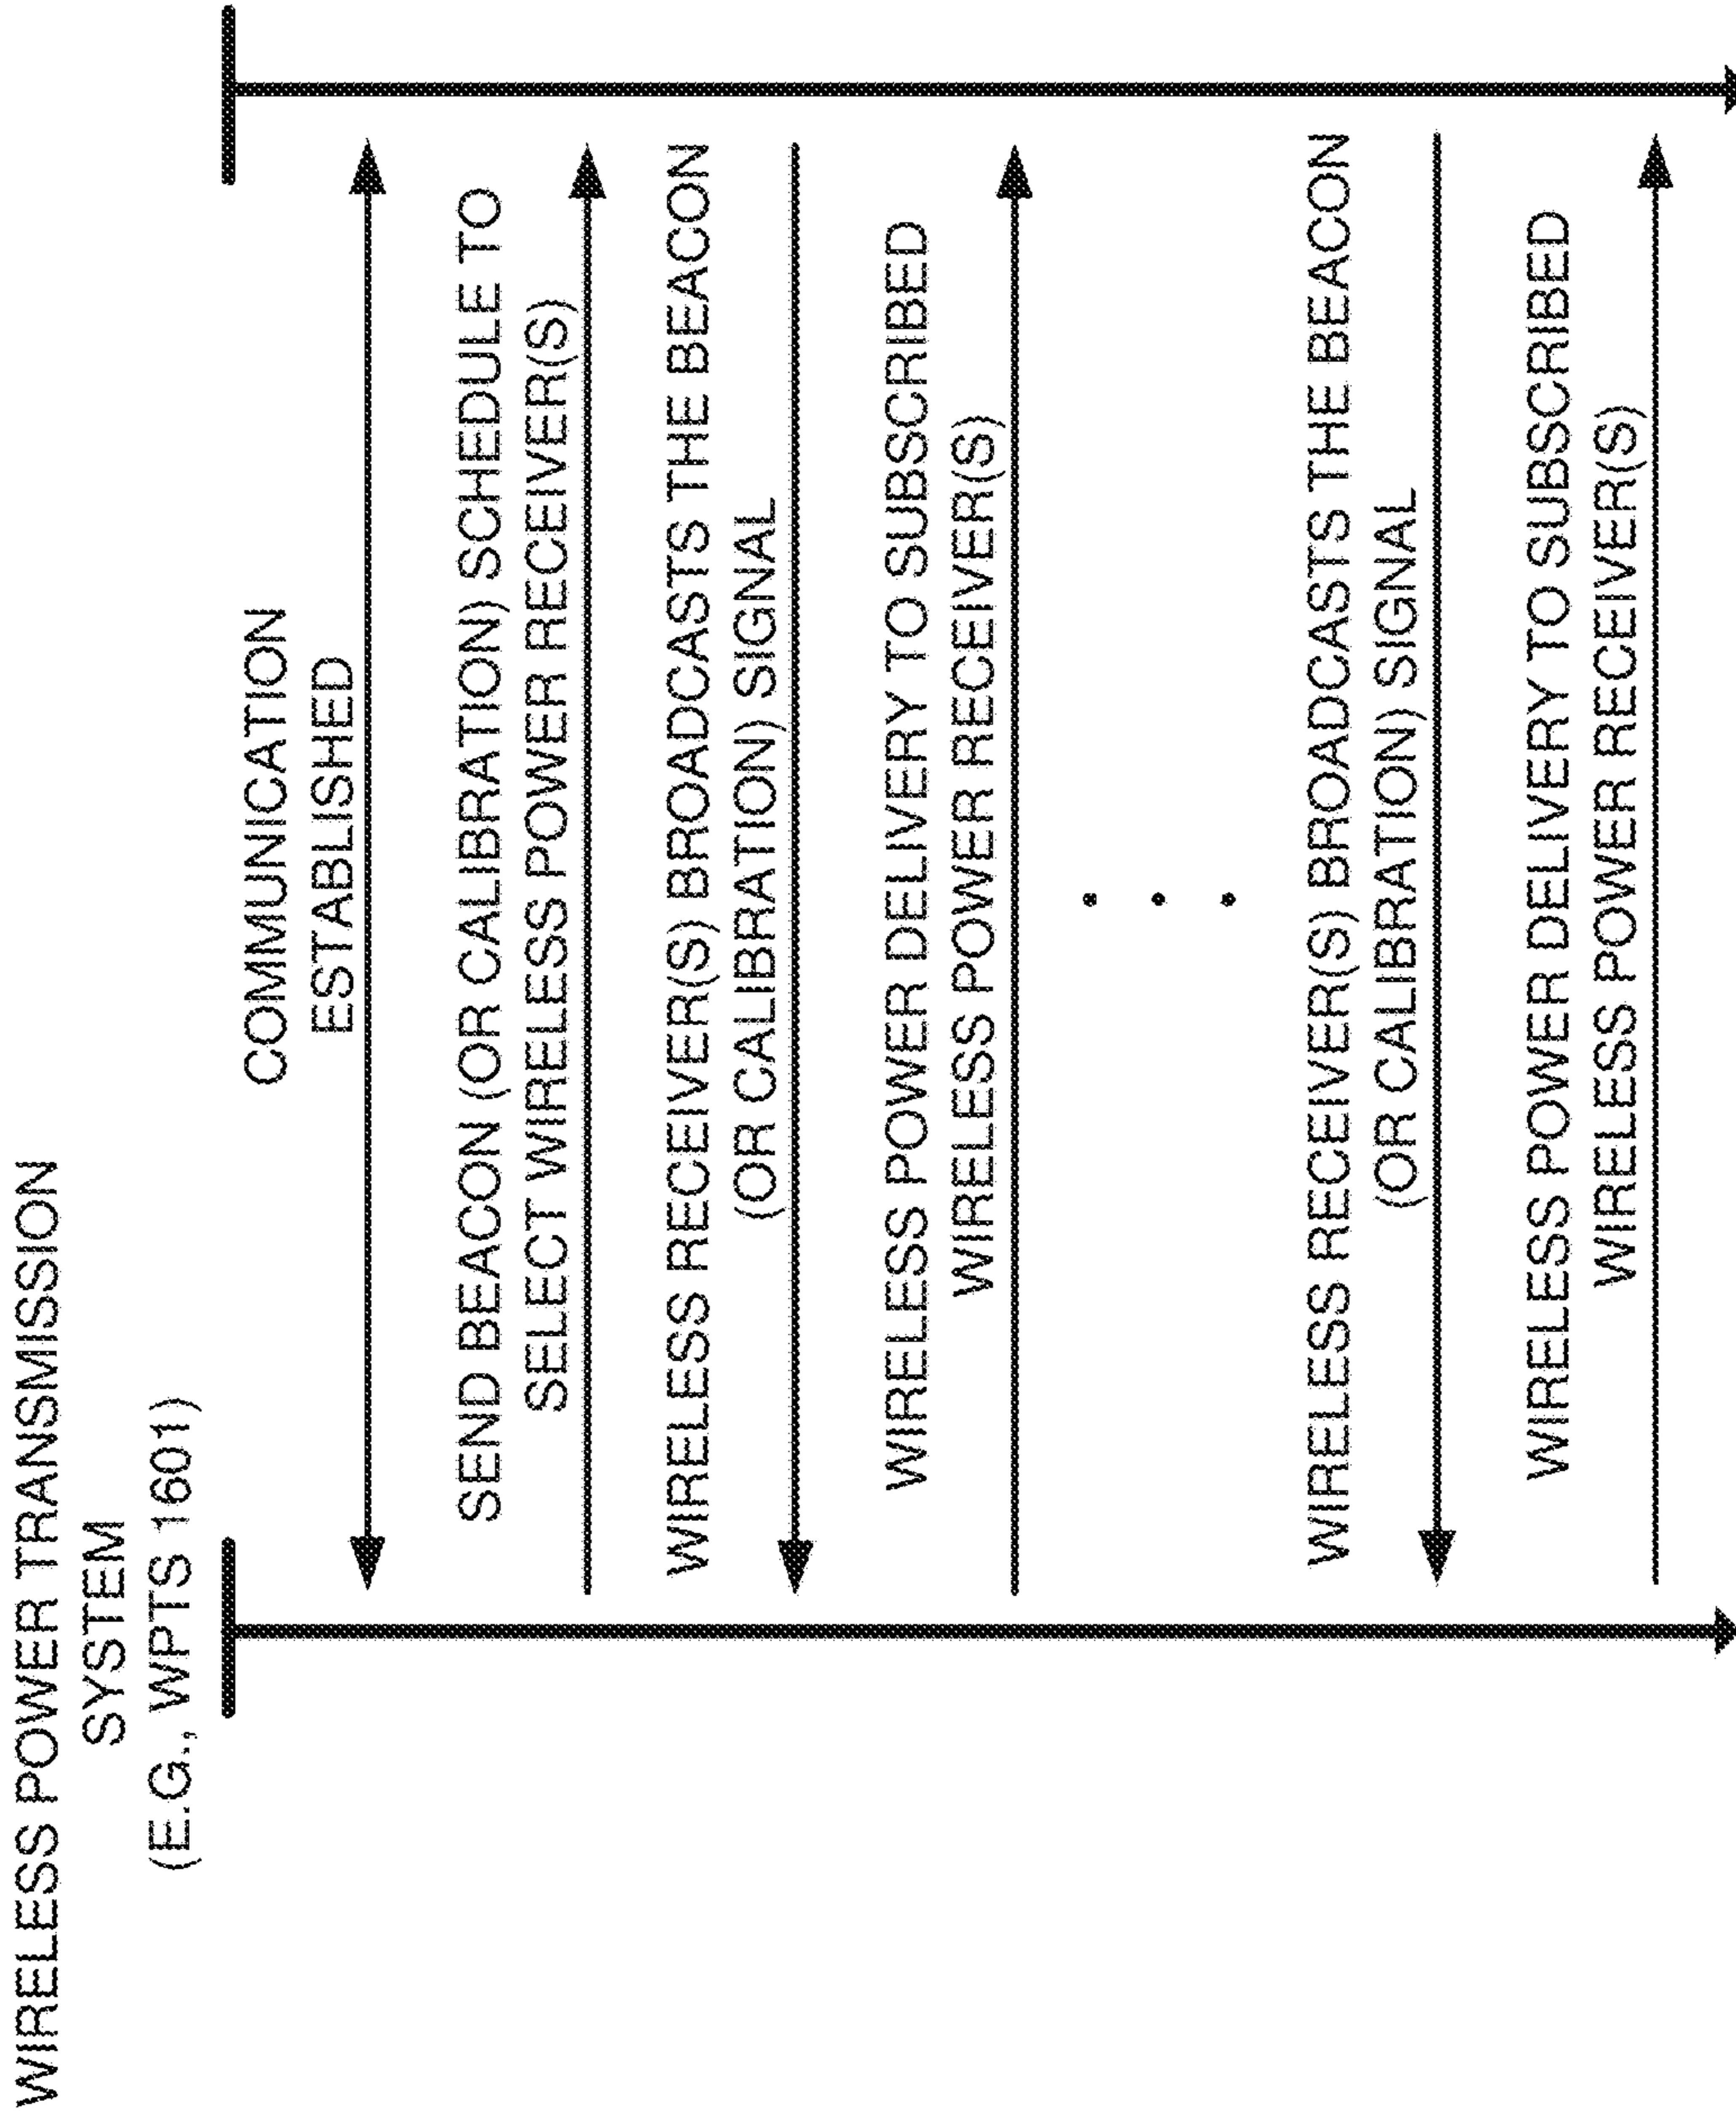 WIRELESS POWER TRANSMISSION
SYSTEM
(E.G., WPTS 1601)
COMMUNICATION
ESTABLISHED
SEND BEACON (OR CALIBRATION) SCHEDULE TO
SELECT WIRELESS POWER RECEIVER(S)
WIRELESS RECEIVER(S) BROADCASTS THE BEACON
(OR CALIBRATION) SIGNAL
WIRELESS POWER DELIVERY TO SUBSCRIBED
WIRELESS POWER RECEIVER(S)
WIRELESS RECEIVER(S) BROADCASTS THE BEACON
(OR CALIBRATION) SIGNAL
WIRELESS POWER DELIVERY TO SUBSCRIBED
WIRELESS POWER RECEIVER(S)